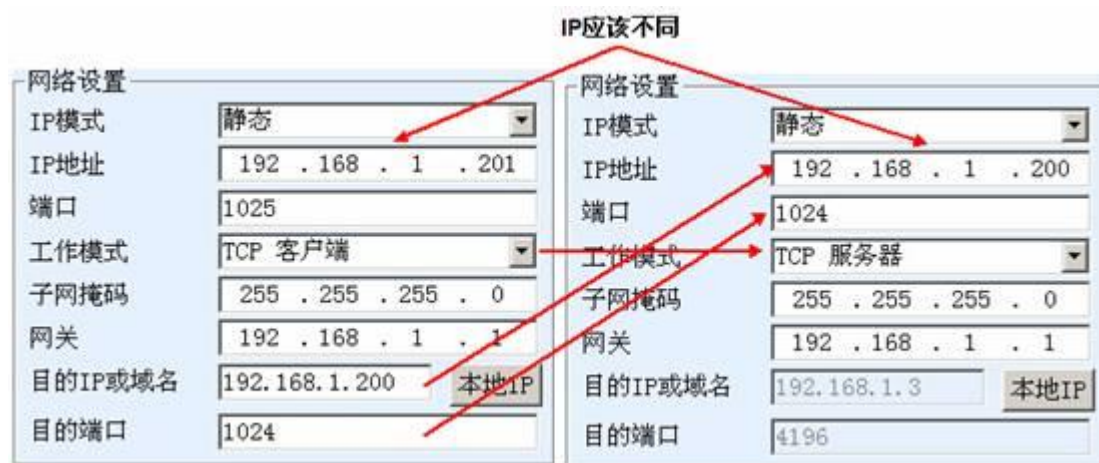 IP应该不同
网络设置
IP模式 静态
IP地址 192 . 168 . 1 . 201
端口 1025
工作模式 TCP 客户端
子网掩码 255 . 255 . 255 . 0
网关 192 . 168 . 1 . 1
目的IP或域名 192.168.1.200 本地IP
目的端口 1024
网络设置
IP模式 静态
IP地址 192 . 168 . 1 . 200
端口 1024
工作模式 TCP 服务器
子网掩码 255 . 255 . 255 . 0
网关 192 . 168 . 1 . 1
目的IP或域名 192.168.1.3 本地IP
目的端口 4196